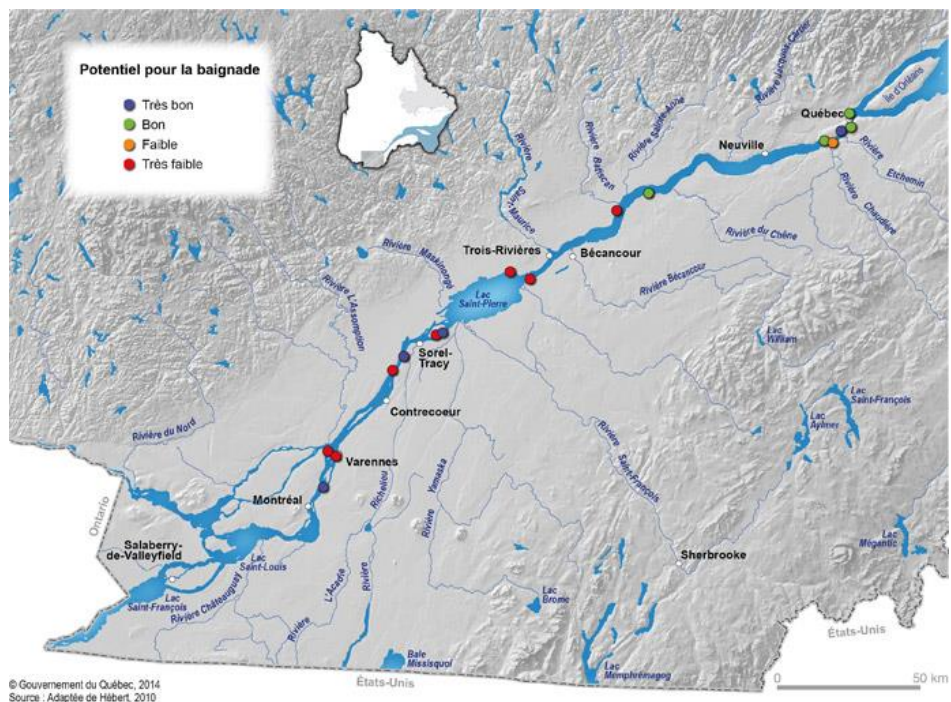 Potentiel pour la baignade
Très bon
Bon
Faible
Très faible
Rivière Jacques-Cartier
Île d'Orléans
Québec
Rivière Sainte-Anne
Rivière
Batiscan
Neuville
Rivière
Etchemin
Rivière
Chaudière
Rivière
Saint-
Maurice
Rivière du Chêne
Trois-Rivières
Bécancour
Rivière Bécancour
Rivière Maskinongé
Lac
Saint-Pierre
Rivière L'Assomption
Lac
William
Sorel-
Tracy
Lac
Saint-François
Lac
Aylmer
Contrecoeur
Rivière du Nord
Varennes
Richelieu
Yamaska
Rivière
Rivière Saint-François
Montréal
Ontario
Lac
Mégantic
Salaberry-
de-Valleyfield
Lac
Saint-Louis
Sherbrooke
Lac
Saint-François
Rivière Châteauguay
L'Acadie
Rivière
Rivière
Lac
Brome
États-Unis
Baie
Missisquoi
Lac
Memphrémagog
États-Unis
0 50 km
© Gouvernement du Québec, 2014
Source : Adaptée de Hébert, 2010